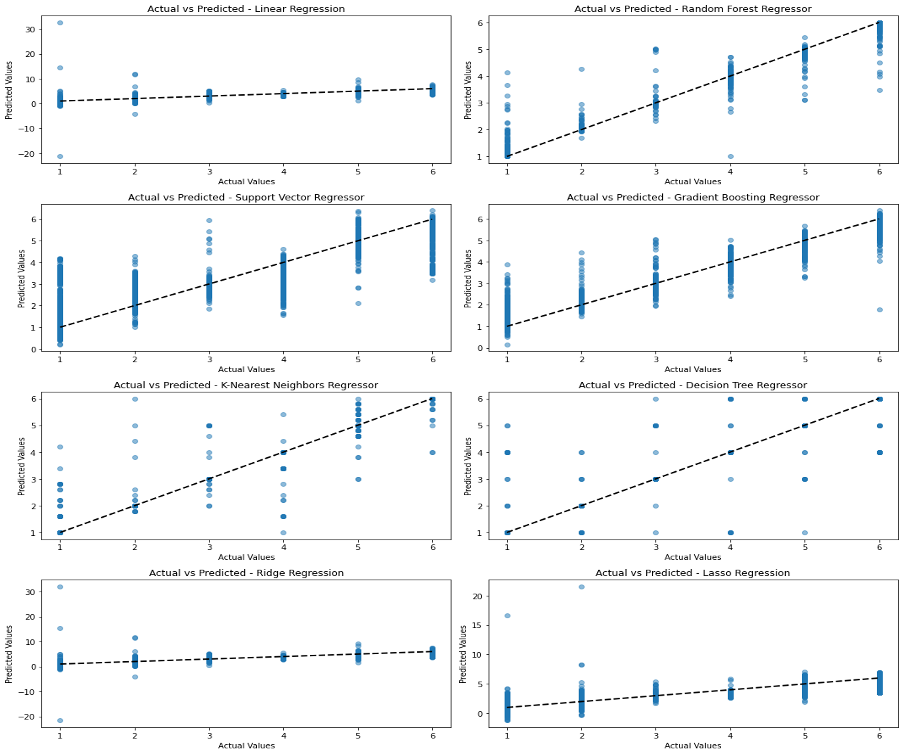 Actual vs Predicted - Linear Regression
30
20
10
0
−10
−20
Predicted Values
1 2 3 4 5 6
Actual Values
Actual vs Predicted - Random Forest Regressor
6
5
4
3
2
1
Predicted Values
1 2 3 4 5 6
Actual Values
Actual vs Predicted - Support Vector Regressor
6
5
4
3
2
1
0
Predicted Values
1 2 3 4 5 6
Actual Values
Actual vs Predicted - Gradient Boosting Regressor
6
5
4
3
2
1
0
Predicted Values
1 2 3 4 5 6
Actual Values
Actual vs Predicted - K-Nearest Neighbors Regressor
6
5
4
3
2
1
Predicted Values
1 2 3 4 5 6
Actual Values
Actual vs Predicted - Decision Tree Regressor
6
5
4
3
2
1
Predicted Values
1 2 3 4 5 6
Actual Values
Actual vs Predicted - Ridge Regression
30
20
10
0
−10
−20
Predicted Values
1 2 3 4 5 6
Actual Values
Actual vs Predicted - Lasso Regression
20
15
10
5
0
Predicted Values
1 2 3 4 5 6
Actual Values